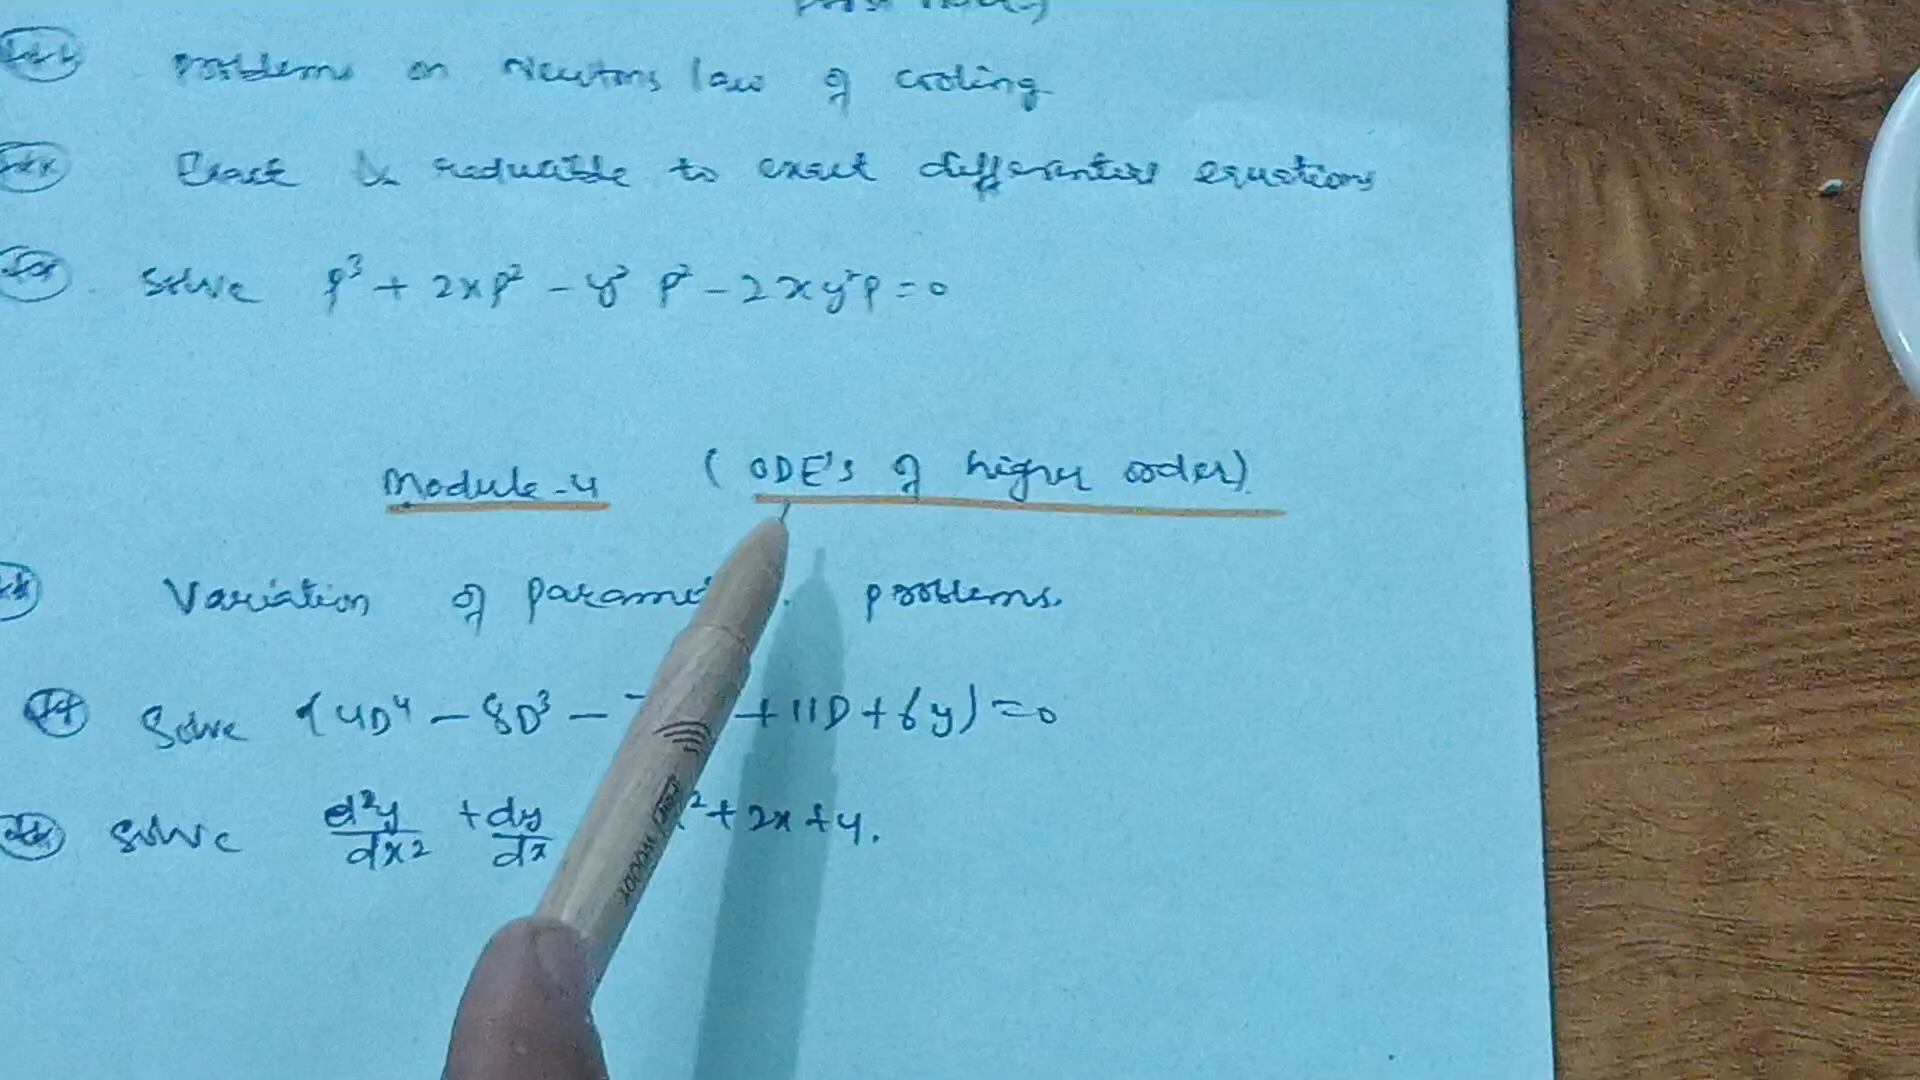 problems on Newtons law of cooling
Exact & reducible to exact differential equations
Solve p³ + 2xp² - y² p² - 2xy²p = 0
Module-4 (ODE's of higher order).
Variation of problems.
Solve (4D⁴ - 8D³ - + 11D + 6y) = 0
Solve d²y/dx² + dy/dx ² + 2x + 4.